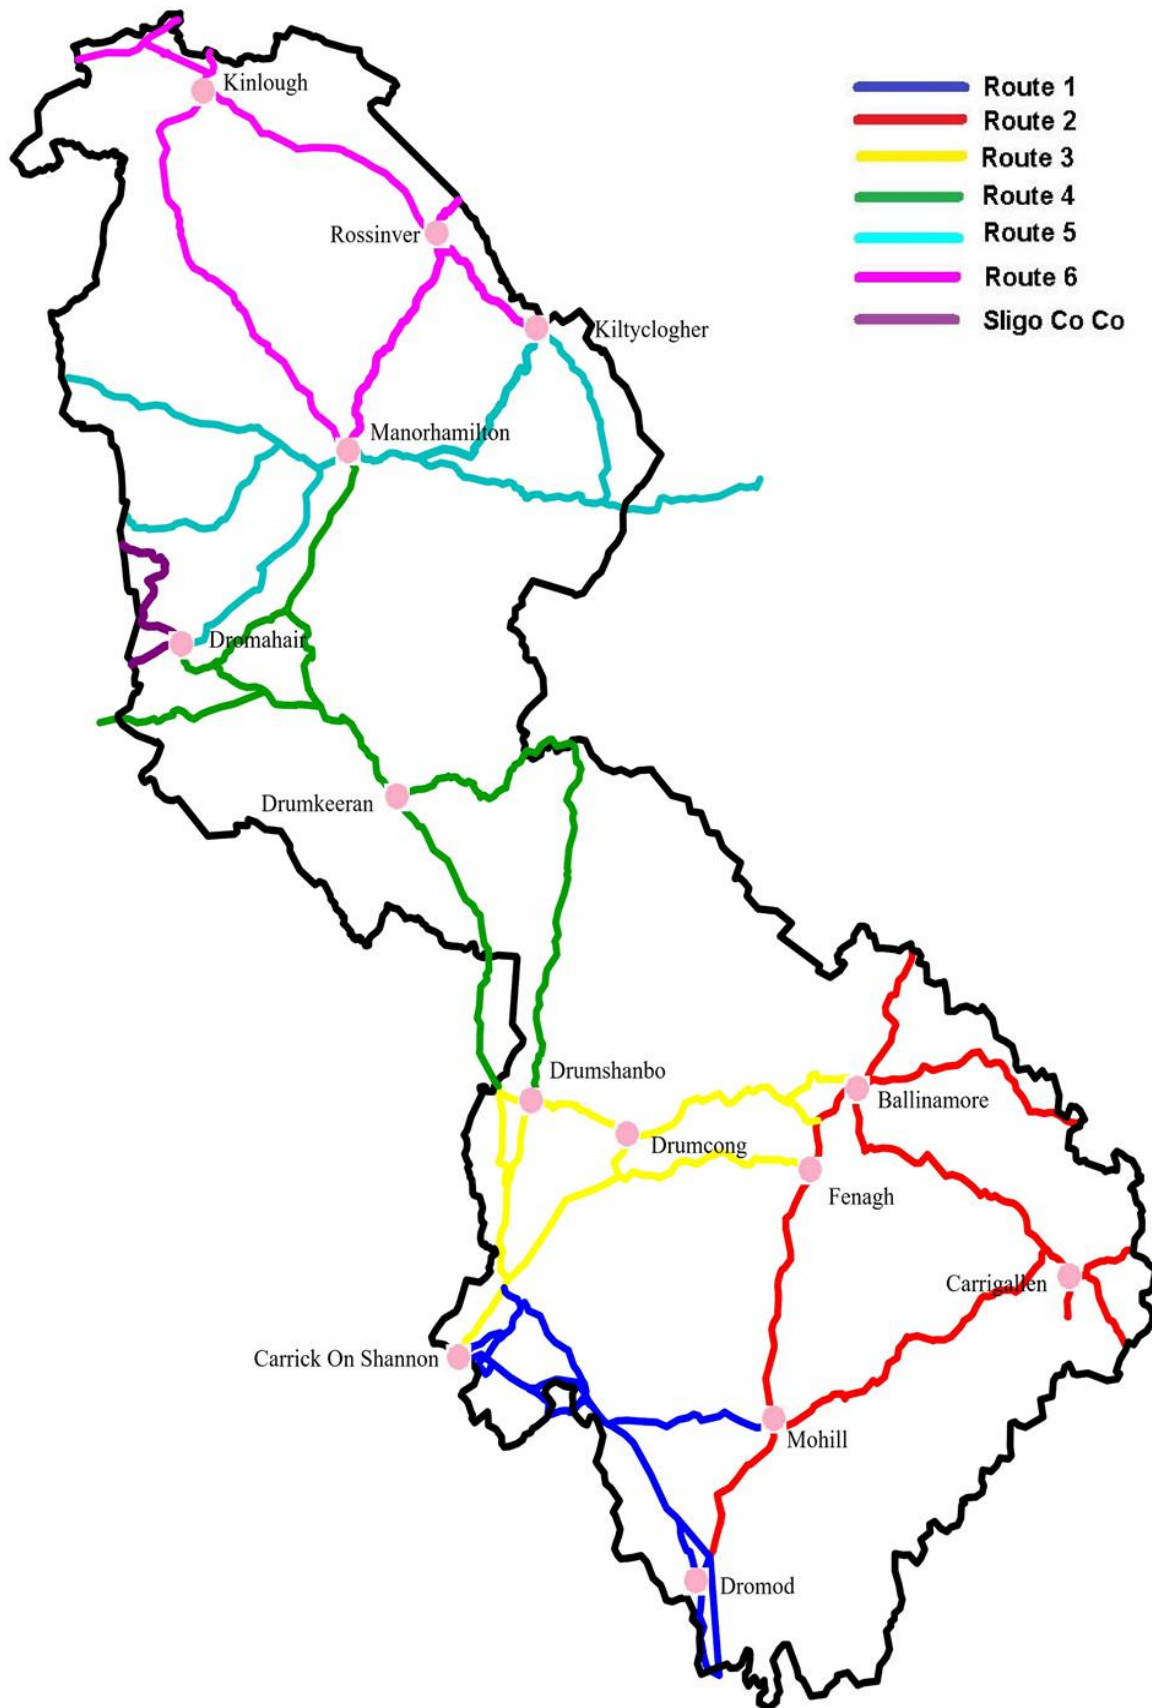 Kinlough
Route 1
Route 2
Route 3
Route 4
Route 5
Route 6
Sligo Co Co
Rossinver
Kiltyclogher
Manorhamilton
Dromahair
Drumkeeran
Drumshanbo
Ballinamore
Drumcong
Fenagh
Carrigallen
Carrick On Shannon
Mohill
Dromod